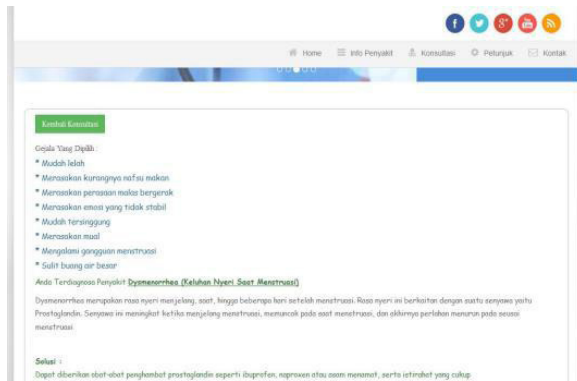 Home Info Penyakit Konsultasi Petunjuk Kontak
Kembali Konsultasi
Gejala Yang Dipilih :
* Mudah lelah
* Merasakan kurangnya nafsu makan
* Merasakan perasaan malas bergerak
* Merasakan emosi yang tidak stabil
* Mudah tersinggung
* Merasakan mual
* Mengalami gangguan menstruasi
* Sulit buang air besar
Anda Terdiagnosa Penyakit Dysmenorrhea (Keluhan Nyeri Saat Menstruasi)
Dysmenorrhea merupakan rasa nyeri menjelang, saat, hingga beberapa hari setelah menstruasi. Rasa nyeri ini berkaitan dengan suatu senyawa yaitu
Prostaglandin. Senyawa ini meningkat ketika menjelang menstruasi, memuncak pada saat menstruasi, dan akhirnya perlahan menurun pada seusai
menstruasi
Solusi :
Dapat diberikan obat-obat penghambat prostaglandin seperti ibuprofen, naproxen atau asam menamat, serta istirahat yang cukup